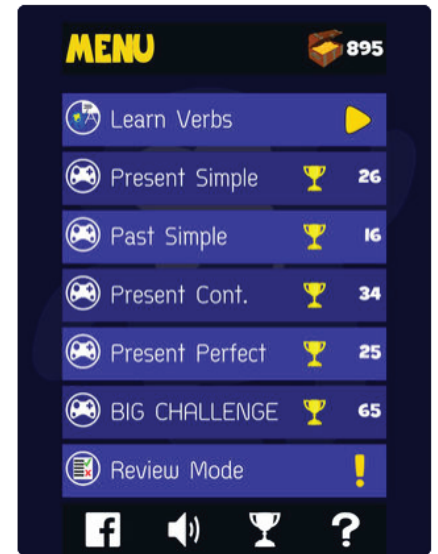 MENU 895
Learn Verbs
Present Simple 26
Past Simple 16
Present Cont. 34
Present Perfect 25
BIG CHALLENGE 65
Review Mode !
f ?